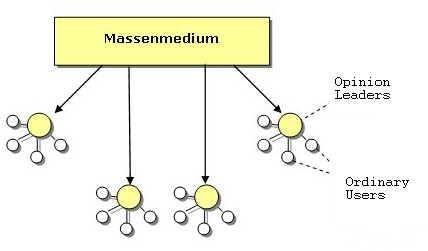 Massenmedium
Opinion
Leaders
Ordinary
Users